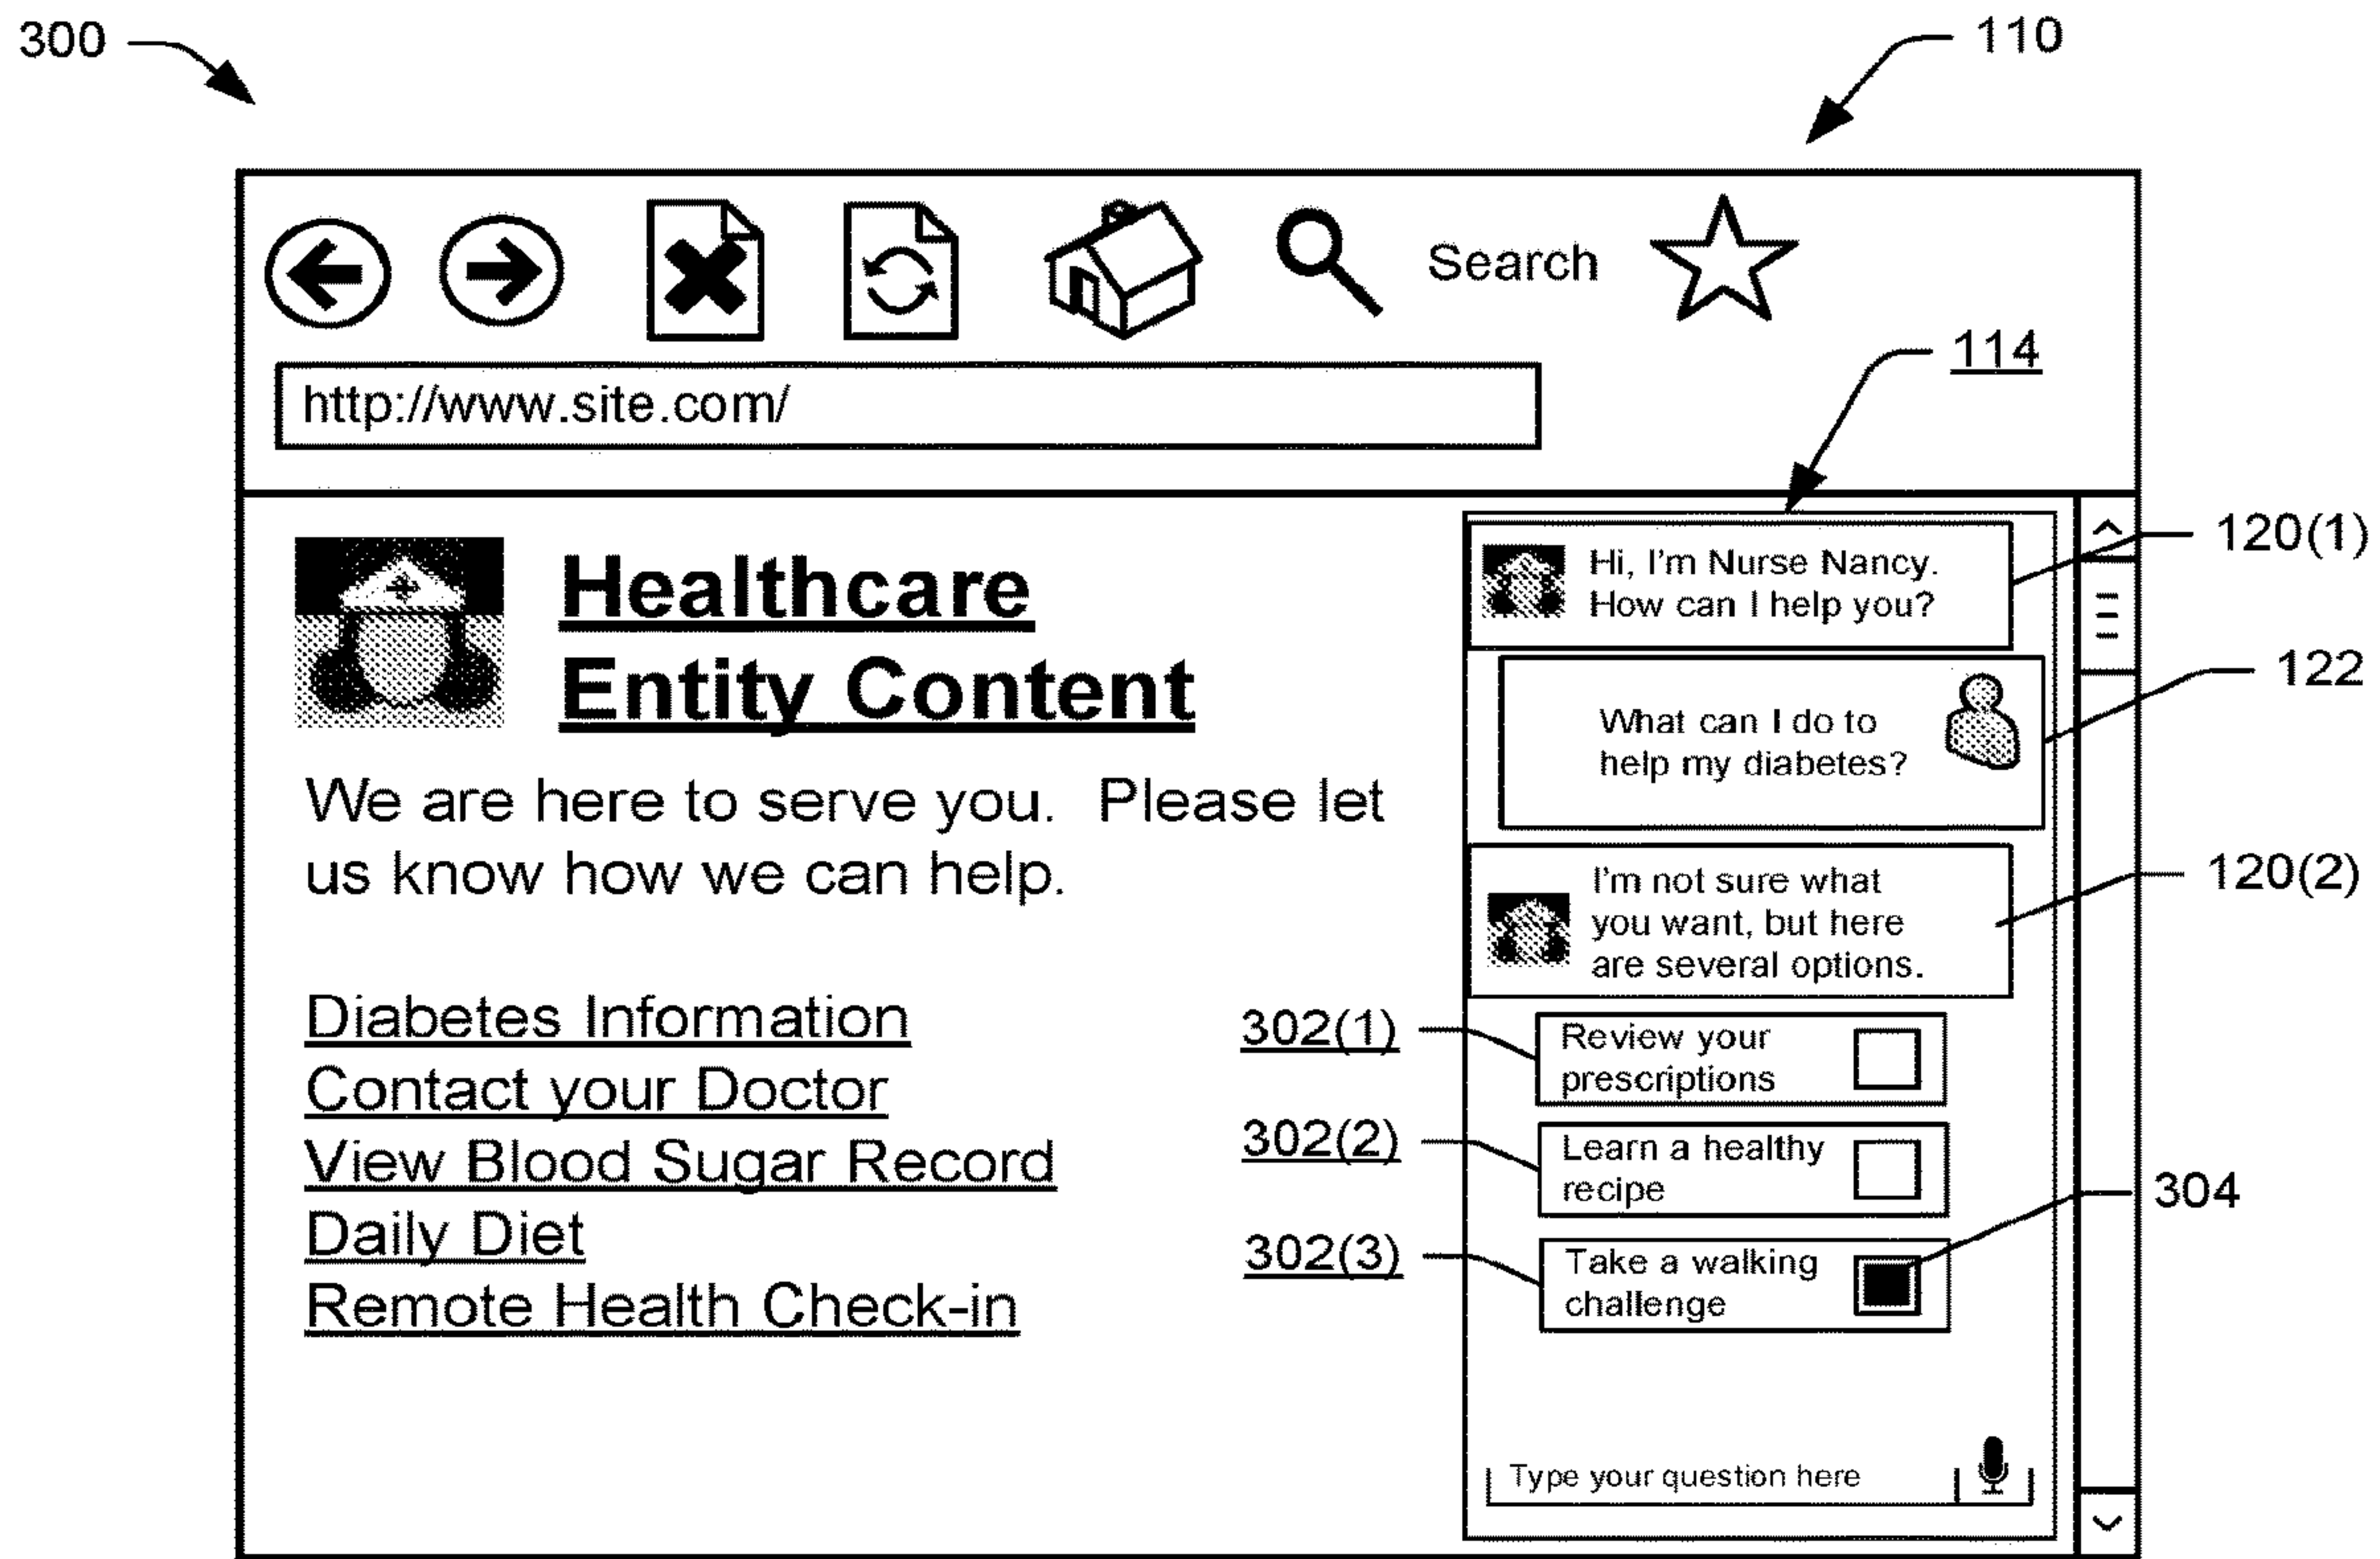 300
110
Search
114
http://www.site.com/
Healthcare
Entity Content
We are here to serve you. Please let
us know how we can help.
Diabetes Information
Contact your Doctor
View Blood Sugar Record
Daily Diet
Remote Health Check-in
Hi, I'm Nurse Nancy.
How can I help you?
120(1)
What can I do to
help my diabetes?
122
I'm not sure what
you want, but here
are several options.
120(2)
302(1)
Review your
prescriptions
302(2)
Learn a healthy
recipe
302(3)
Take a walking
challenge
304
Type your question here